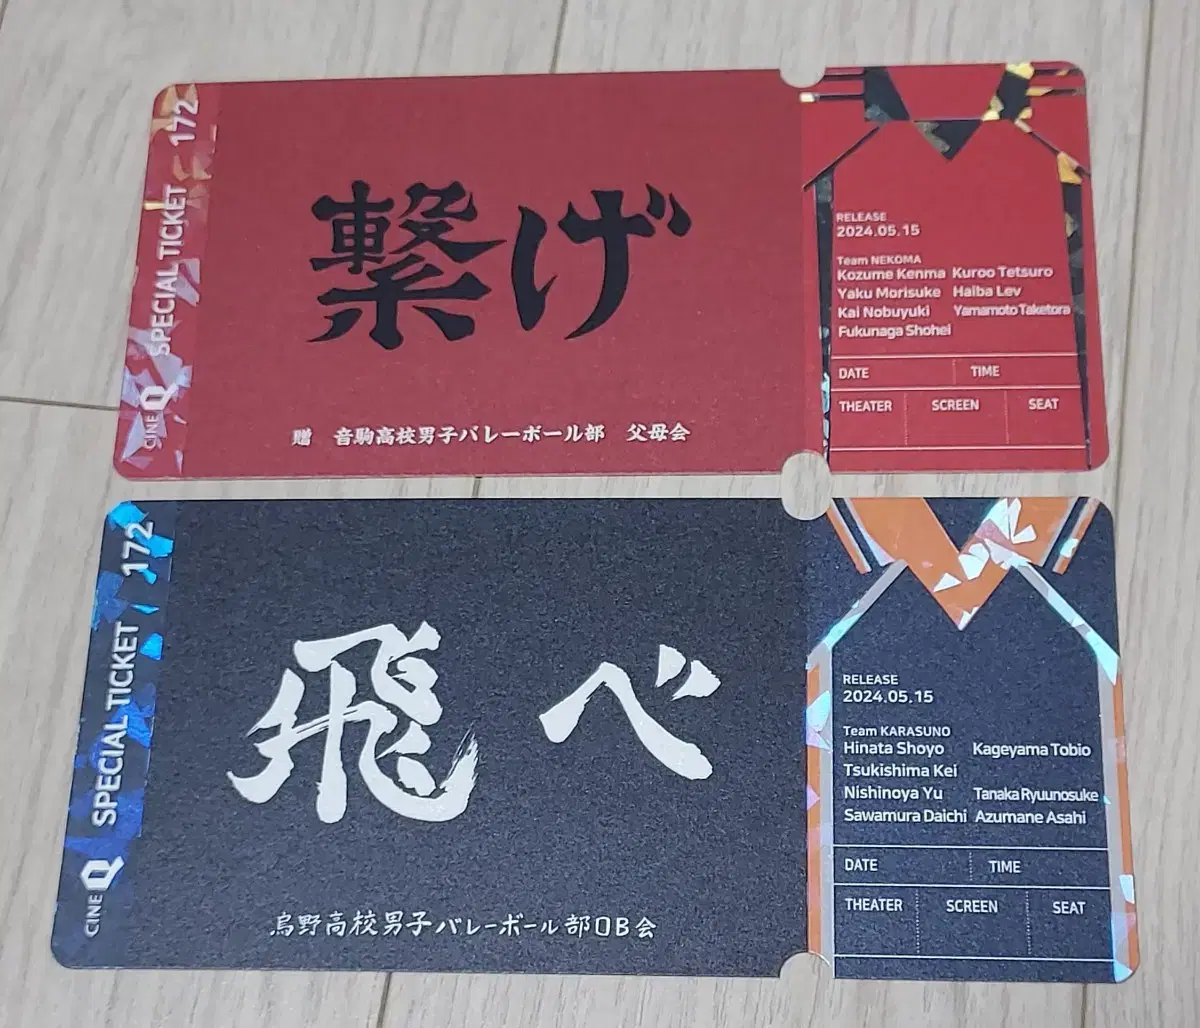 CINE Q SPECIAL TICKET 172
繋げ
贈 音駒高校男子バレーボール部 父母会
RELEASE
2024.05.15
Team NEKOMA
Kozume Kenma Kuroo Tetsuro
Yaku Morisuke Haiba Lev
Kai Nobuyuki Yamamoto Taketora
Fukunaga Shohei
DATE TIME
THEATER SCREEN SEAT
CINE Q SPECIAL TICKET 172
飛べ
烏野高校男子バレーボール部OB会
RELEASE
2024.05.15
Team KARASUNO
Hinata Shoyo Kageyama Tobio
Tsukishima Kei
Nishinoya Yu Tanaka Ryuunosuke
Sawamura Daichi Azumane Asahi
DATE TIME
THEATER SCREEN SEAT